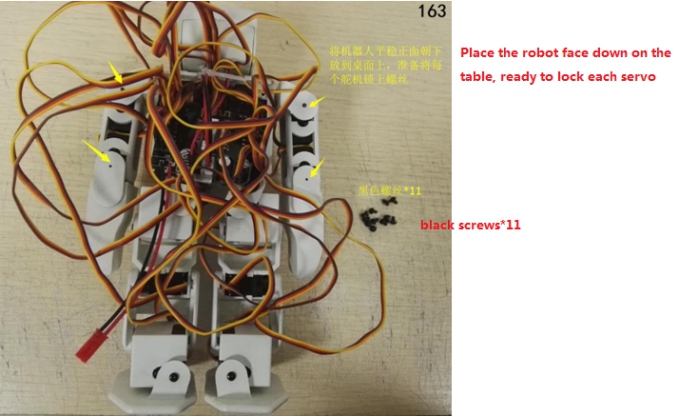 163
将机器人平稳正面朝下
放到桌面上，准备将每
个舵机锁上螺丝
Place the robot face down on the
table, ready to lock each servo
黑色螺丝*11
black screws*11